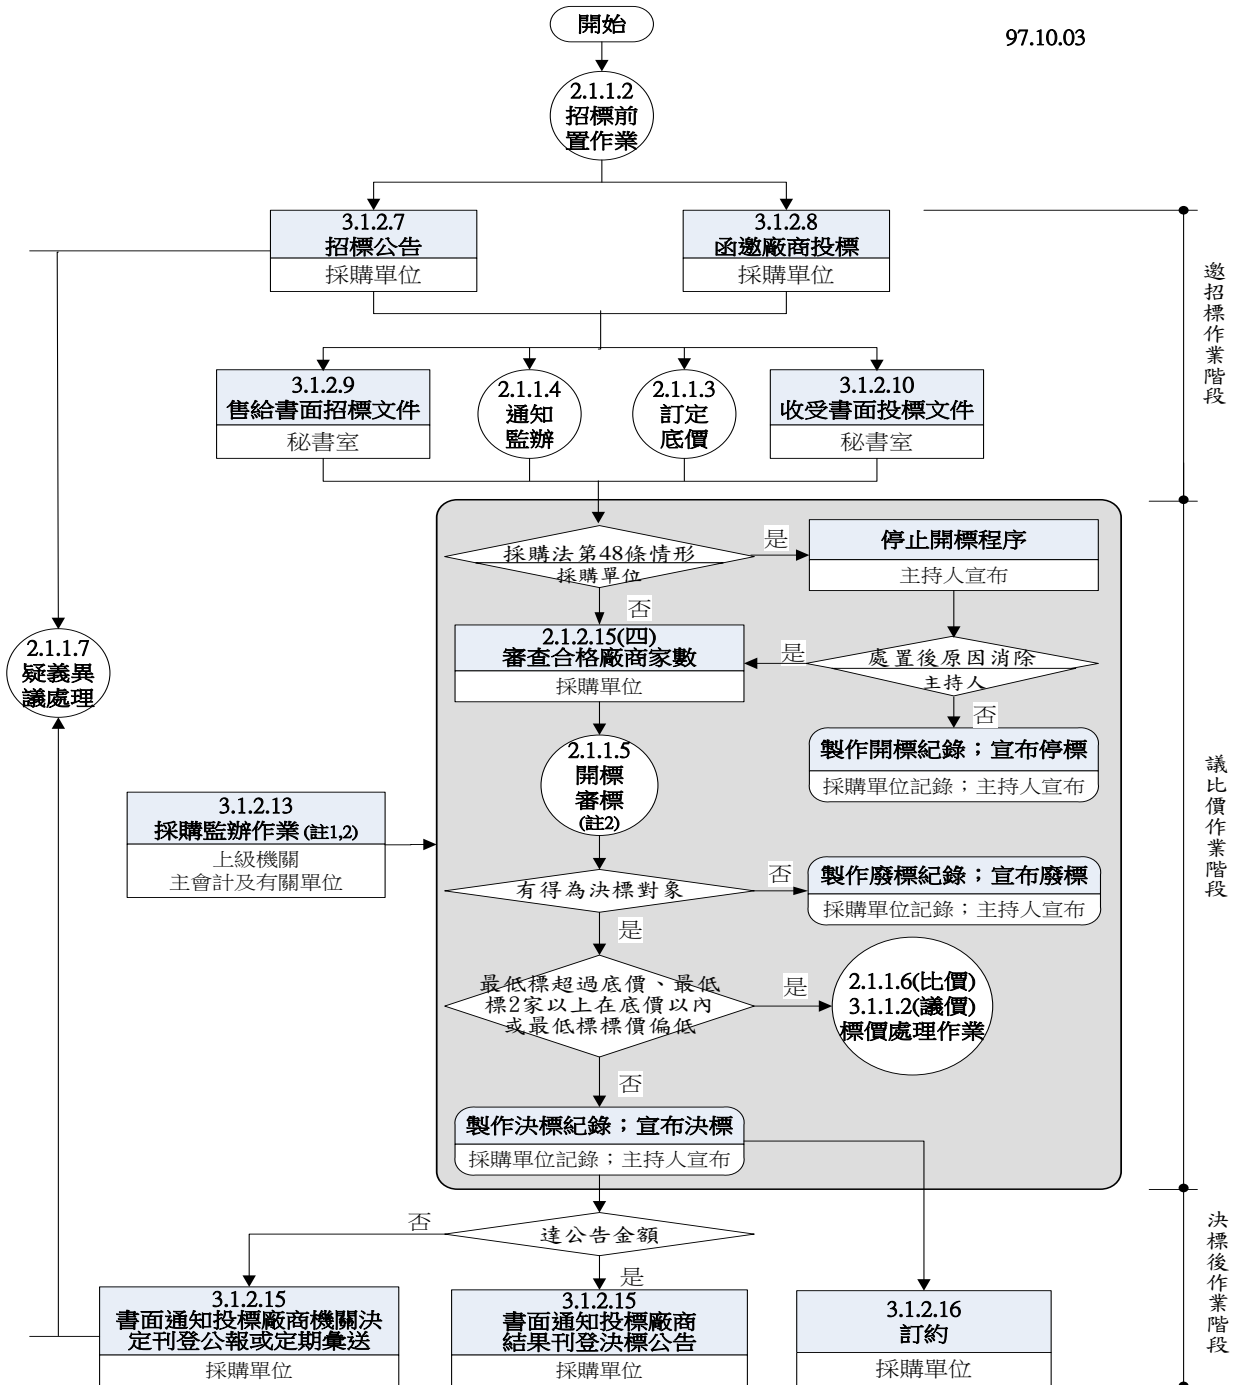 開始
97.10.03
2.1.1.2
招標前
置作業
3.1.2.7
招標公告
採購單位
3.1.2.8
函邀廠商投標
採購單位
邀招標作業階段
3.1.2.9
售給書面招標文件
秘書室
2.1.1.4
通知
監辦
2.1.1.3
訂定
底價
3.1.2.10
收受書面投標文件
秘書室
採購法第48條情形
採購單位
是
停止開標程序
主持人宣布
否
2.1.1.7
疑義異
議處理
2.1.2.15(四)
審查合格廠商家數
採購單位
是
處置後原因消除
主持人
否
製作開標紀錄；宣布停標
採購單位記錄；主持人宣布
2.1.1.5
開標
審標
(註2)
議比價作業階段
3.1.2.13
採購監辦作業(註1,2)
上級機關
主會計及有關單位
有得為決標對象
否
製作廢標紀錄；宣布廢標
採購單位記錄；主持人宣布
是
最低標超過底價、最低
標2家以上在底價以內
或最低標標價偏低
是
2.1.1.6(比價)
3.1.1.2(議價)
標價處理作業
否
製作決標紀錄；宣布決標
採購單位記錄；主持人宣布
否
達公告金額
是
決標後作業階段
3.1.2.15
書面通知投標廠商機關決
定刊登公報或定期彙送
採購單位
3.1.2.15
書面通知投標廠商
結果刊登決標公告
採購單位
3.1.2.16
訂約
採購單位